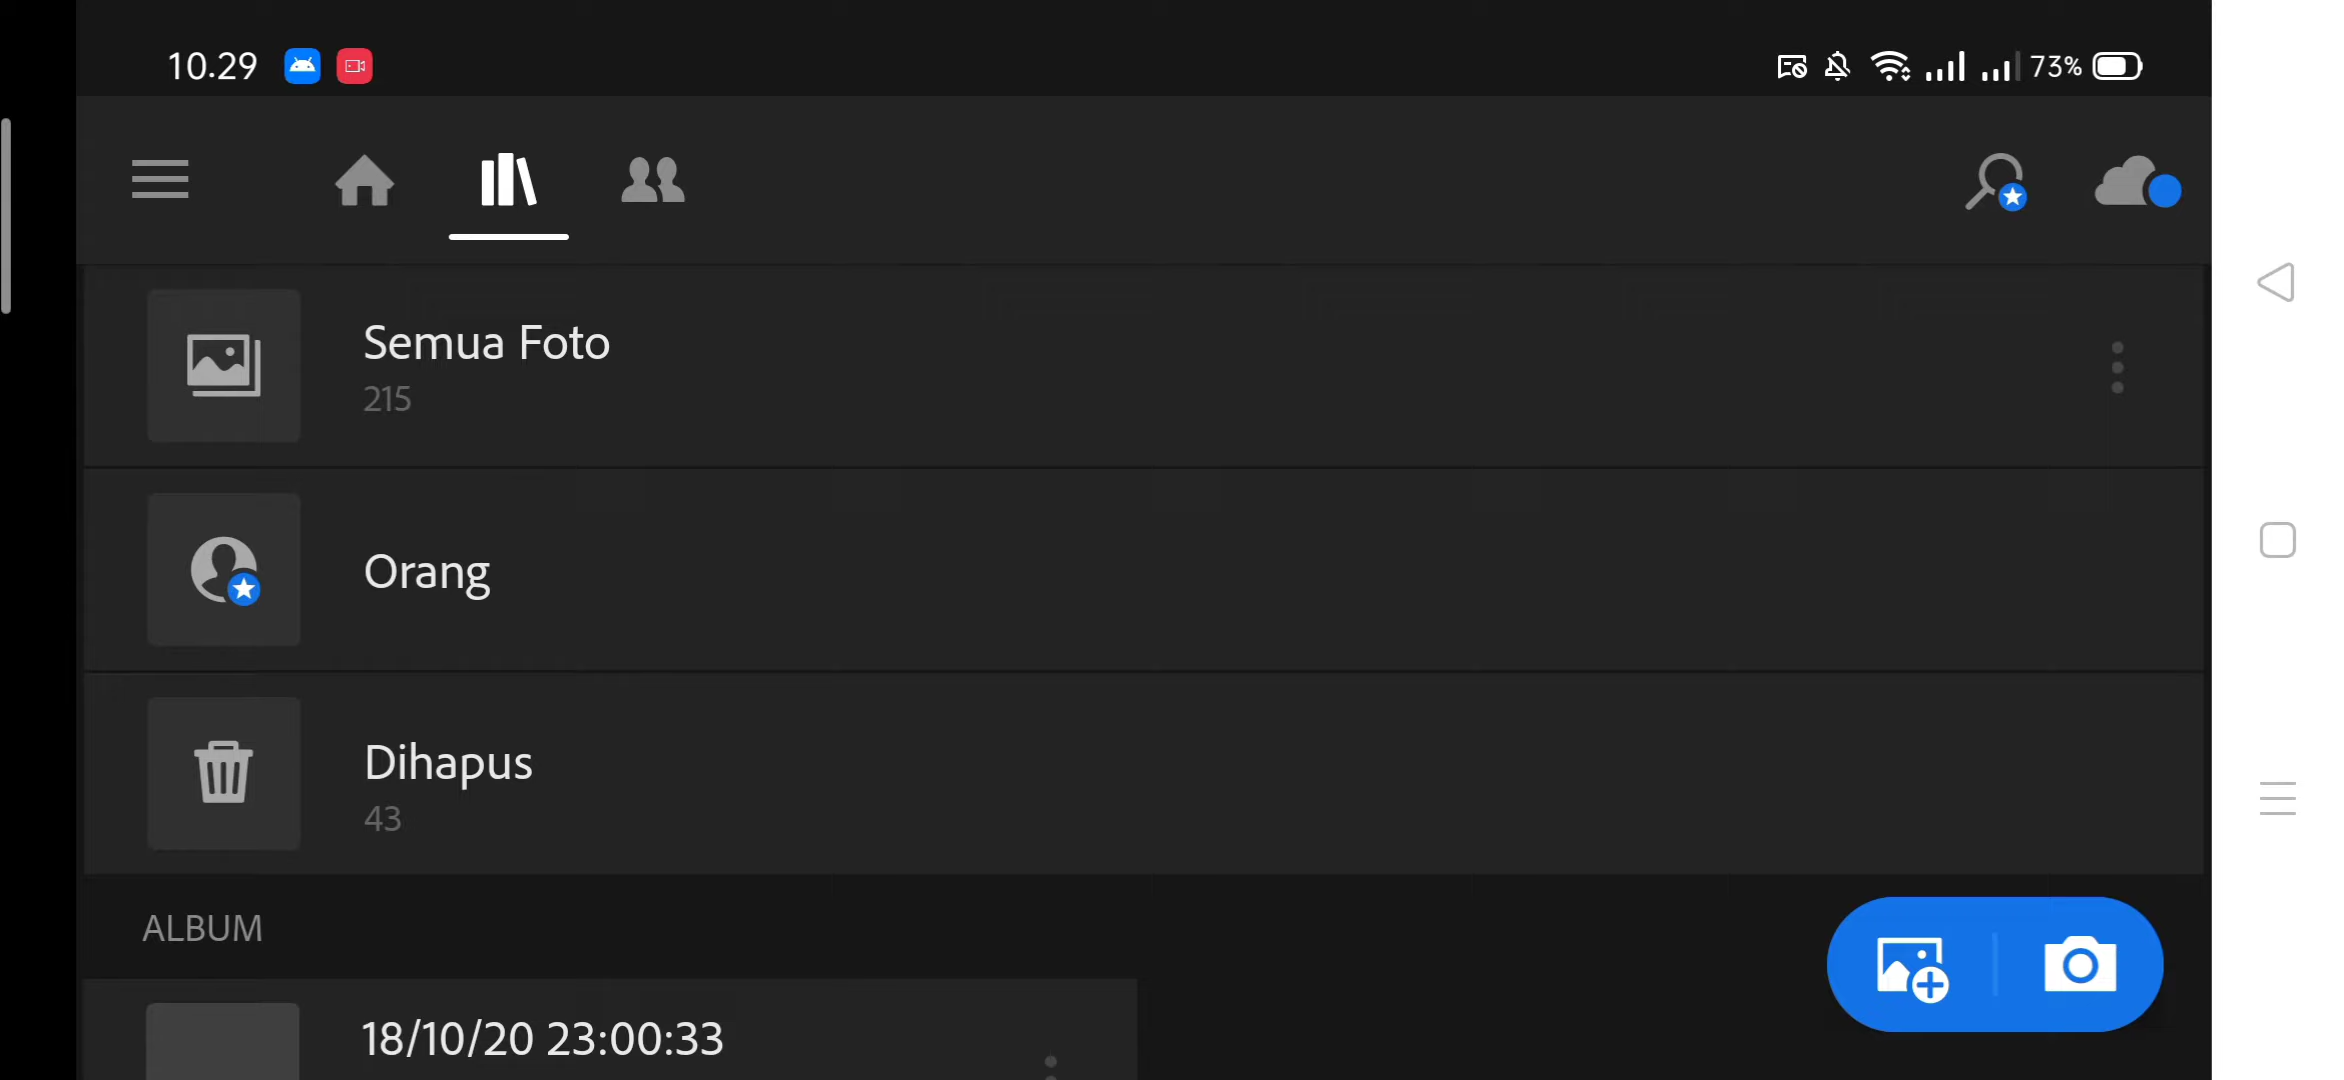 10.29
73%
Semua Foto
215
Orang
Dihapus
43
ALBUM
18/10/20 23:00:33